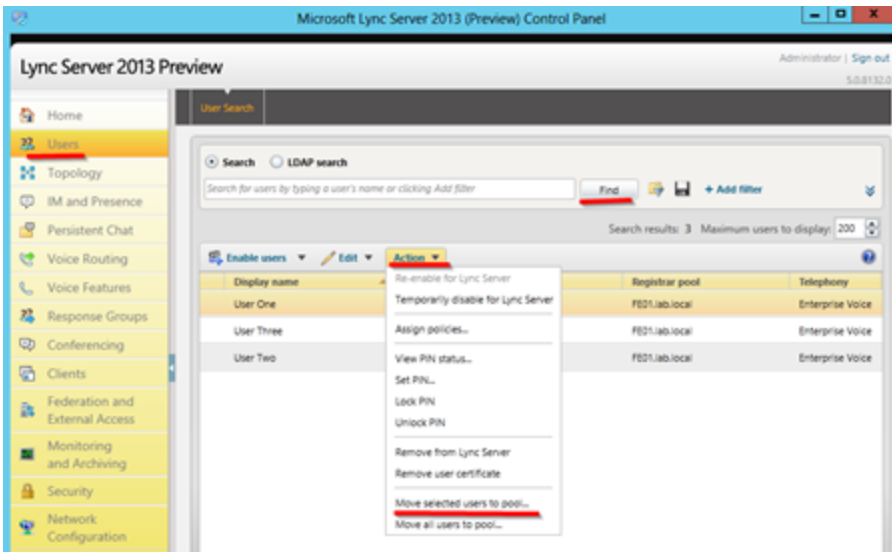 Microsoft Lync Server 2013 (Preview) Control Panel
Lync Server 2013 Preview
Administrator | Sign out
5.0.8132.0
Home
Users
Topology
IM and Presence
Persistent Chat
Voice Routing
Voice Features
Response Groups
Conferencing
Clients
Federation and
External Access
Monitoring
and Archiving
Security
Network
Configuration
User Search
Search LDAP search
Search for users by typing a user's name or clicking Add filter
Find
+ Add filter
Search results: 3 Maximum users to display: 200
Enable users Edit Action
Display name Registrar pool Telephony
User One FE01.lab.local Enterprise Voice
User Three FE01.lab.local Enterprise Voice
User Two FE01.lab.local Enterprise Voice
Re-enable for Lync Server
Temporarily disable for Lync Server
Assign policies...
View PIN status...
Set PIN...
Lock PIN
Unlock PIN
Remove from Lync Server
Remove user certificate
Move selected users to pool...
Move all users to pool...